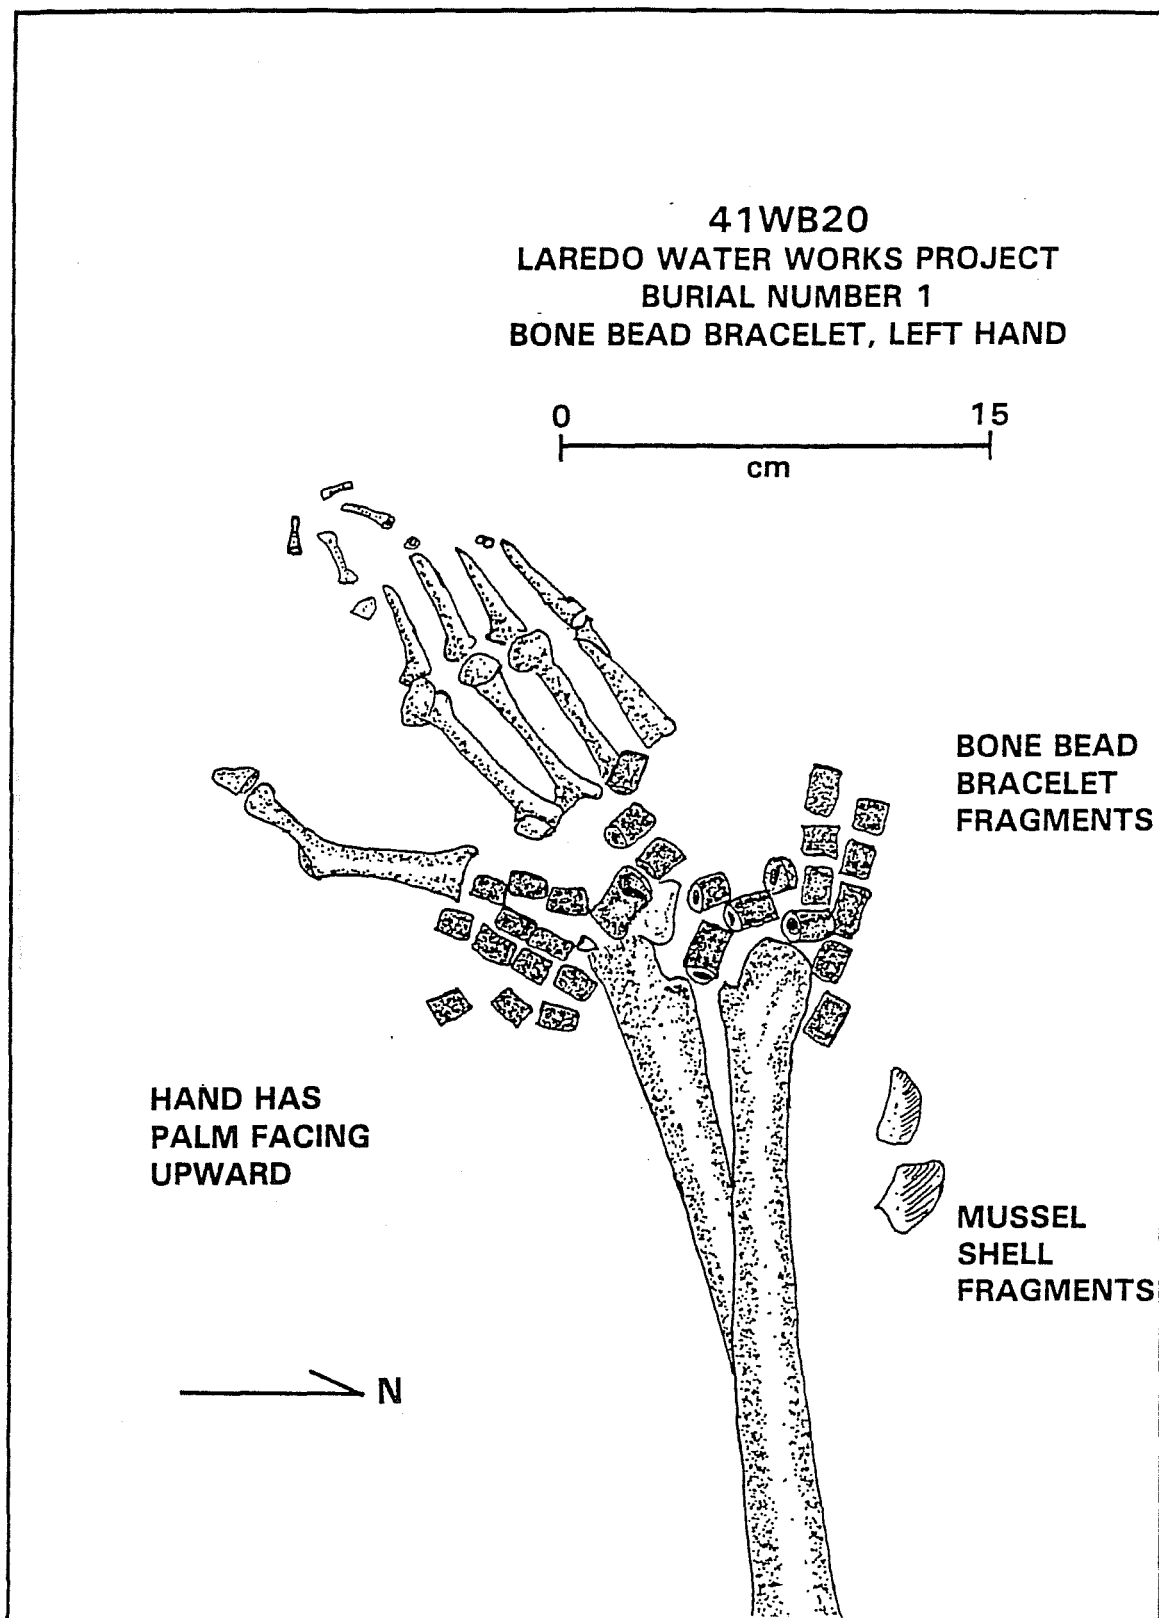 41WB20
LAREDO WATER WORKS PROJECT
BURIAL NUMBER 1
BONE BEAD BRACELET, LEFT HAND
0 15
cm
BONE BEAD
BRACELET
FRAGMENTS
HAND HAS
PALM FACING
UPWARD
MUSSEL
SHELL
FRAGMENTS
N